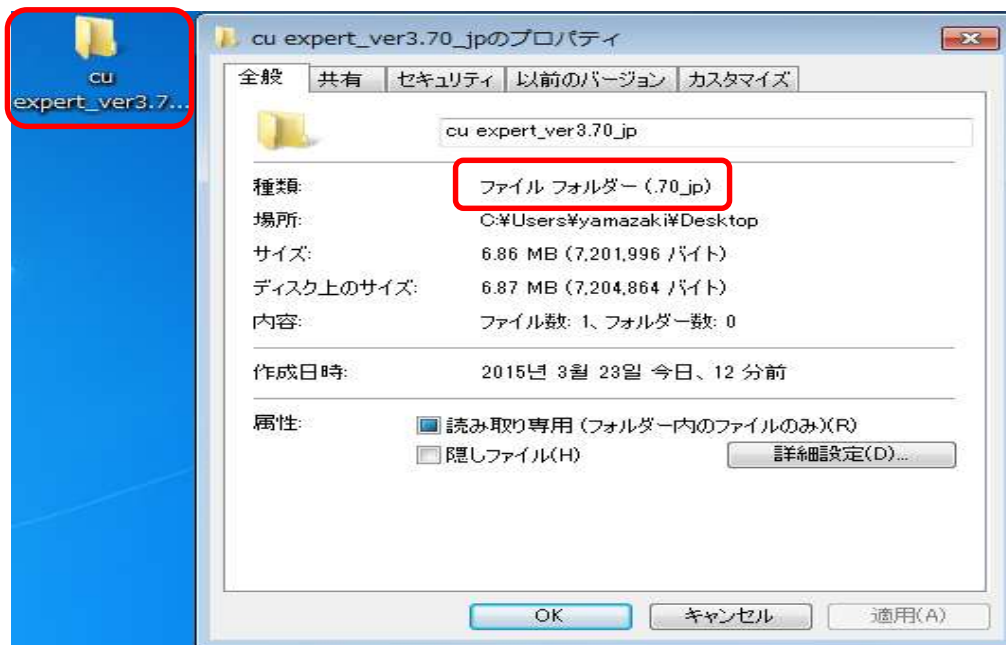 cu
expert_ver3.7...
cu expert_ver3.70_jpのプロパティ
全般 共有 セキュリティ 以前のバージョン カスタマイズ
cu expert_ver3.70_jp
種類: ファイル フォルダー (.70_jp)
場所: C:¥Users¥yamazaki¥Desktop
サイズ: 6.86 MB (7,201,996 バイト)
ディスク上のサイズ: 6.87 MB (7,204,864 バイト)
内容: ファイル数: 1、フォルダー数: 0
作成日時: 2015년 3월 23일 今日、12 分前
属性: 読み取り専用 (フォルダー内のファイルのみ)(R)
隠しファイル(H) 詳細設定(D)...
OK キャンセル 適用(A)